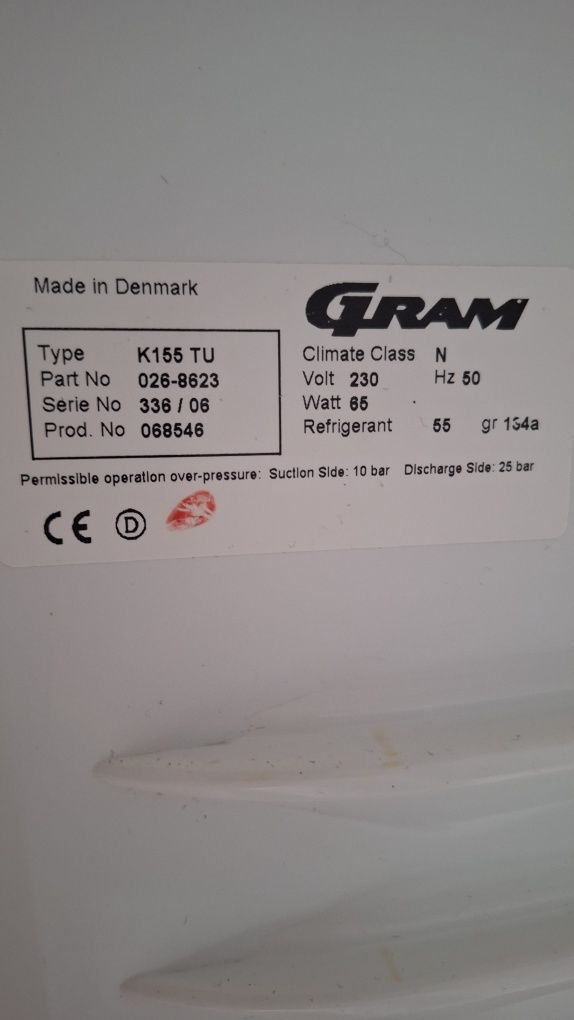 Made in Denmark
GRAM
Type K155 TU
Part No 026-8623
Serie No 336 / 06
Prod. No 068546
Climate Class N
Volt 230 Hz 50
Watt 65
Refrigerant 55 gr 134a
Permissible operation over-pressure: Suction Side: 10 bar Discharge Side: 25 bar
CE D